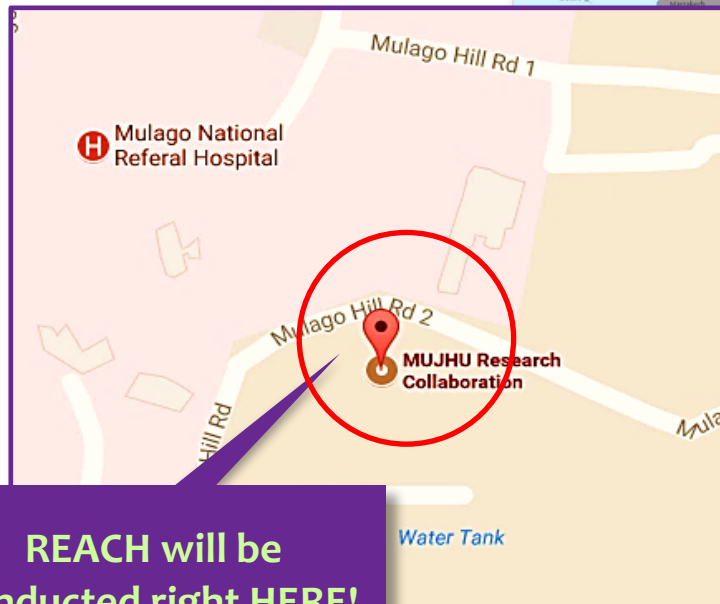 Mulago Hill Rd 1
H
Mulago National
Referal Hospital
Mulago Hill Rd 2
MUJHU Research
Collaboration
Hill Rd
Water Tank
REACH will be
right HERE!